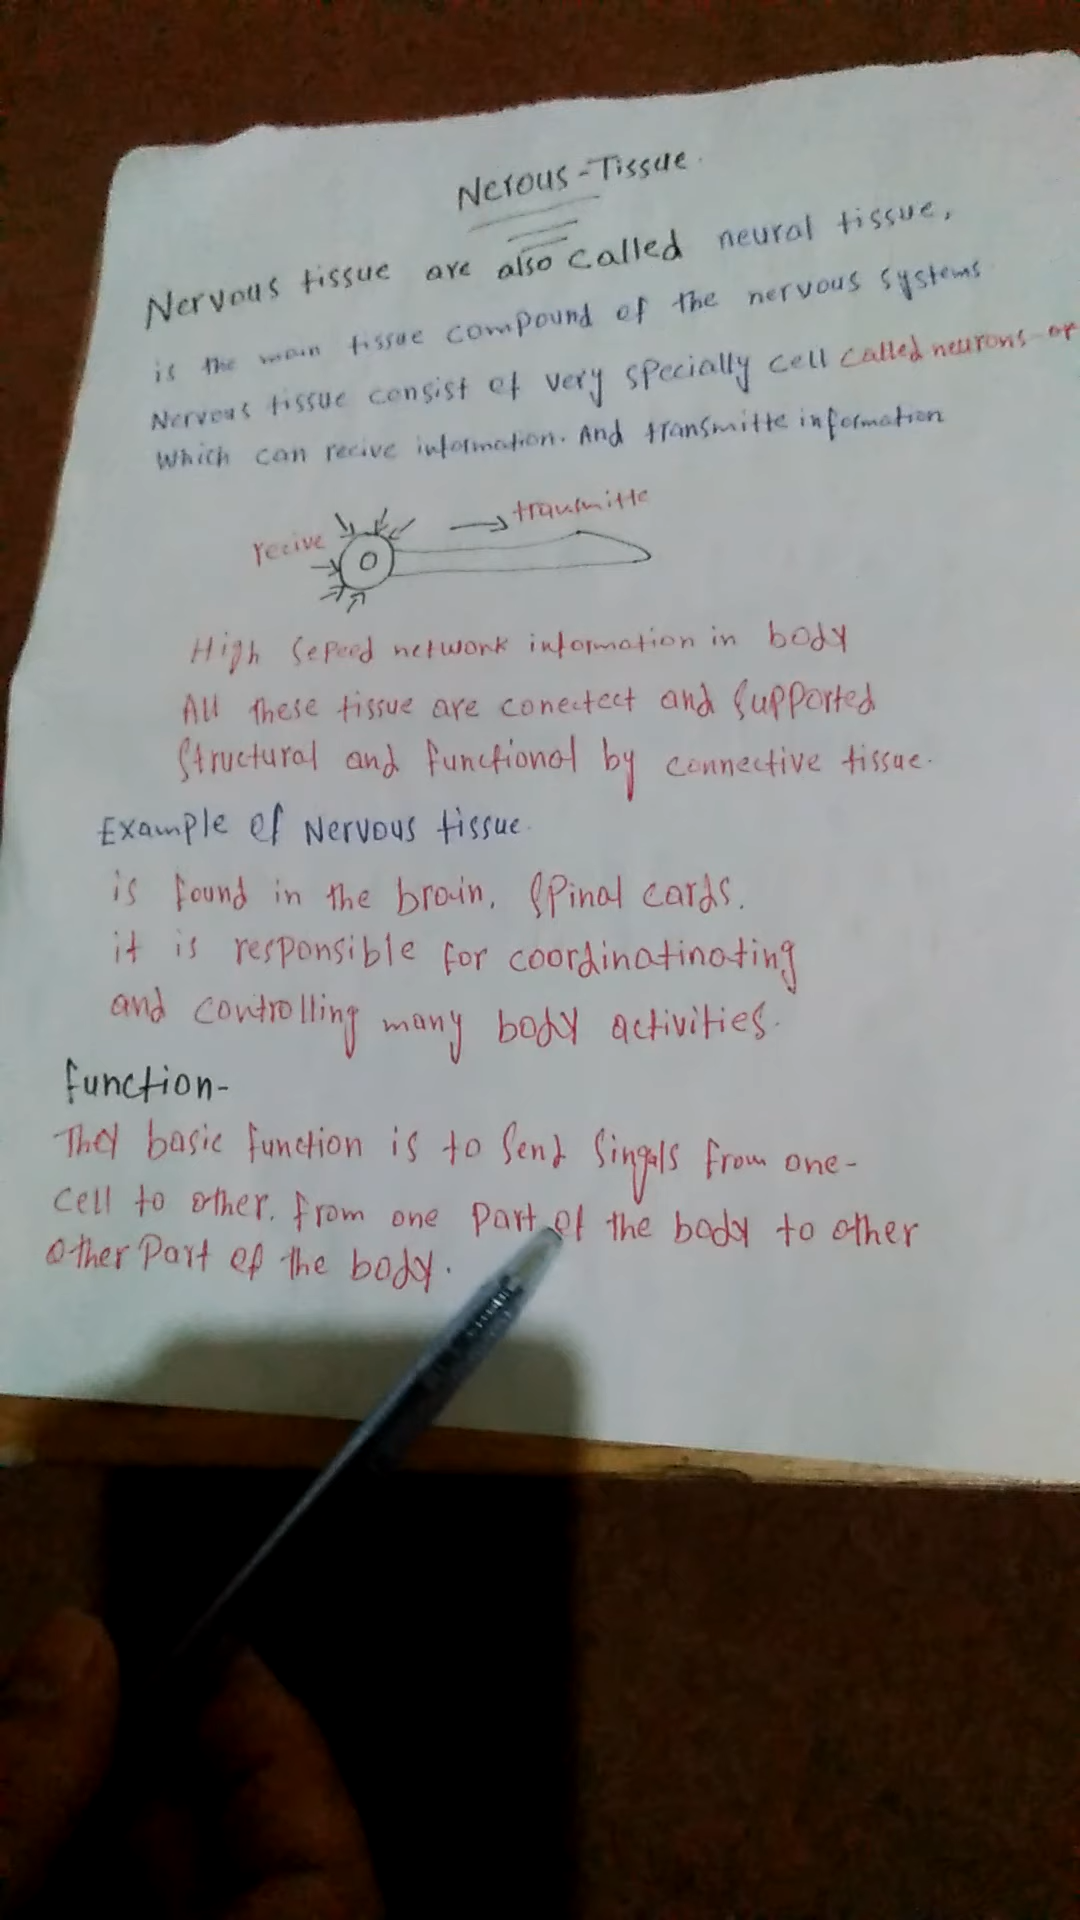 Nerous-Tissue.
Nervous tissue are also called neural tissue,
is the main tissue compound of the nervous systems
Nervous tissue consist of very specially cell called neurons or
Which can recive information. And transmitte information
recive → transmitte
High Sepeed network information in body
All these tissue are conectect and Supported
Structural and functional by connective tissue.
Example of Nervous tissue.
is found in the brain, Spinal cards.
it is responsible for coordinatinating
and controlling many body activities.
function-
They basic function is to Send Singals from one-
cell to other. from one Part of the body to other
other Part of the body.